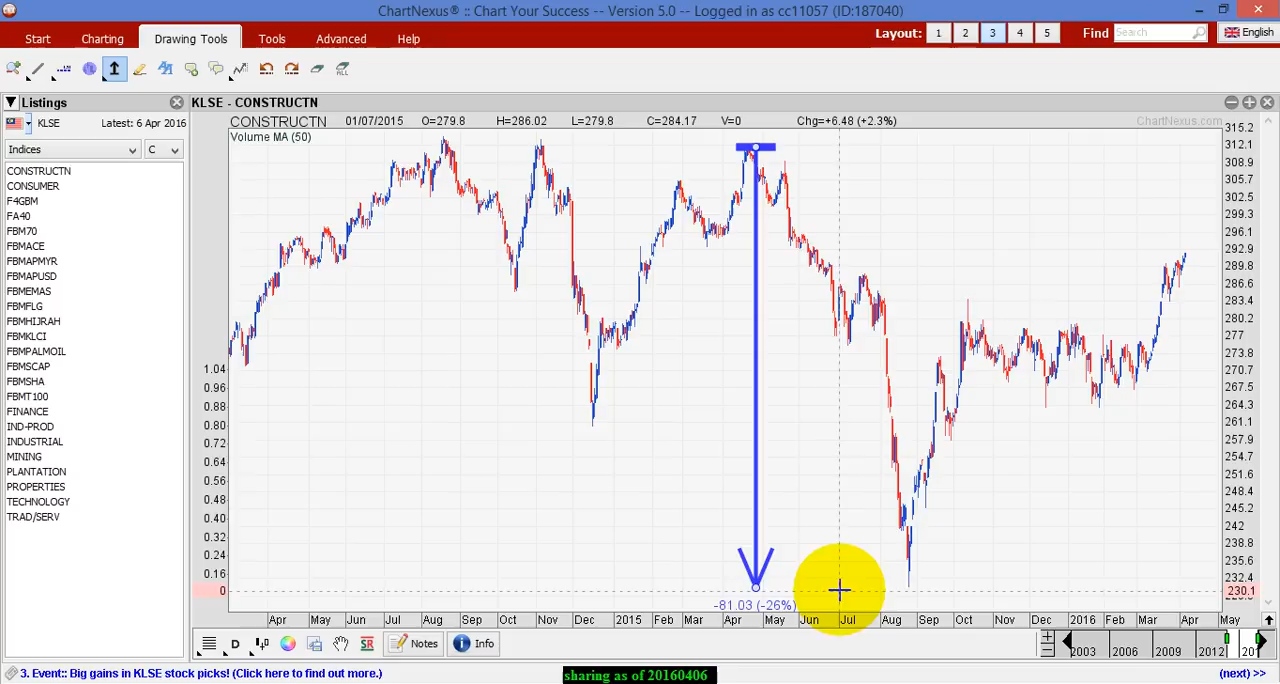 ChartNexus® :: Chart Your Success -- Version 5.0 -- Logged in as cc11057 (ID:187040)
Start Charting Drawing Tools Tools Advanced Help Layout: 1 2 3 4 5 Find Search English
ALL
Listings
KLSE Latest: 6 Apr 2016
Indices C
CONSTRUCTN
CONSUMER
F4GBM
FA40
FBM70
FBMACE
FBMAPMYR
FBMAPUSD
FBMEMAS
FBMFLG
FBMHIJRAH
FBMKLCI
FBMPALMOIL
FBMSCAP
FBMSHA
FBMT100
FINANCE
IND-PROD
INDUSTRIAL
MINING
PLANTATION
PROPERTIES
TECHNOLOGY
TRAD/SERV
KLSE - CONSTRUCTN
CONSTRUCTN 01/07/2015 O=279.8 H=286.02 L=279.8 C=284.17 V=0 Chg=+6.48 (+2.3%) ChartNexus.com
Volume MA (50)
315.2
312.1
308.9
305.7
302.5
299.3
296.1
292.9
289.8
286.6
283.4
280.2
277
273.8
270.7
267.5
264.3
261.1
257.9
254.7
251.6
248.4
245.2
242
238.8
235.6
232.4
230.1
1.04
0.96
0.88
0.80
0.72
0.64
0.56
0.48
0.40
0.32
0.24
0.16
0
-81.03 (-26%)
Apr May Jun Jul Aug Sep Oct Nov Dec 2015 Feb Mar Apr May Jun Jul Aug Sep Oct Nov Dec 2016 Feb Mar Apr May
D SR Notes Info
2003 2006 2009 2012 201
3. Event:: Big gains in KLSE stock picks! (Click here to find out more.)
sharing as of 20160406
(next) >>